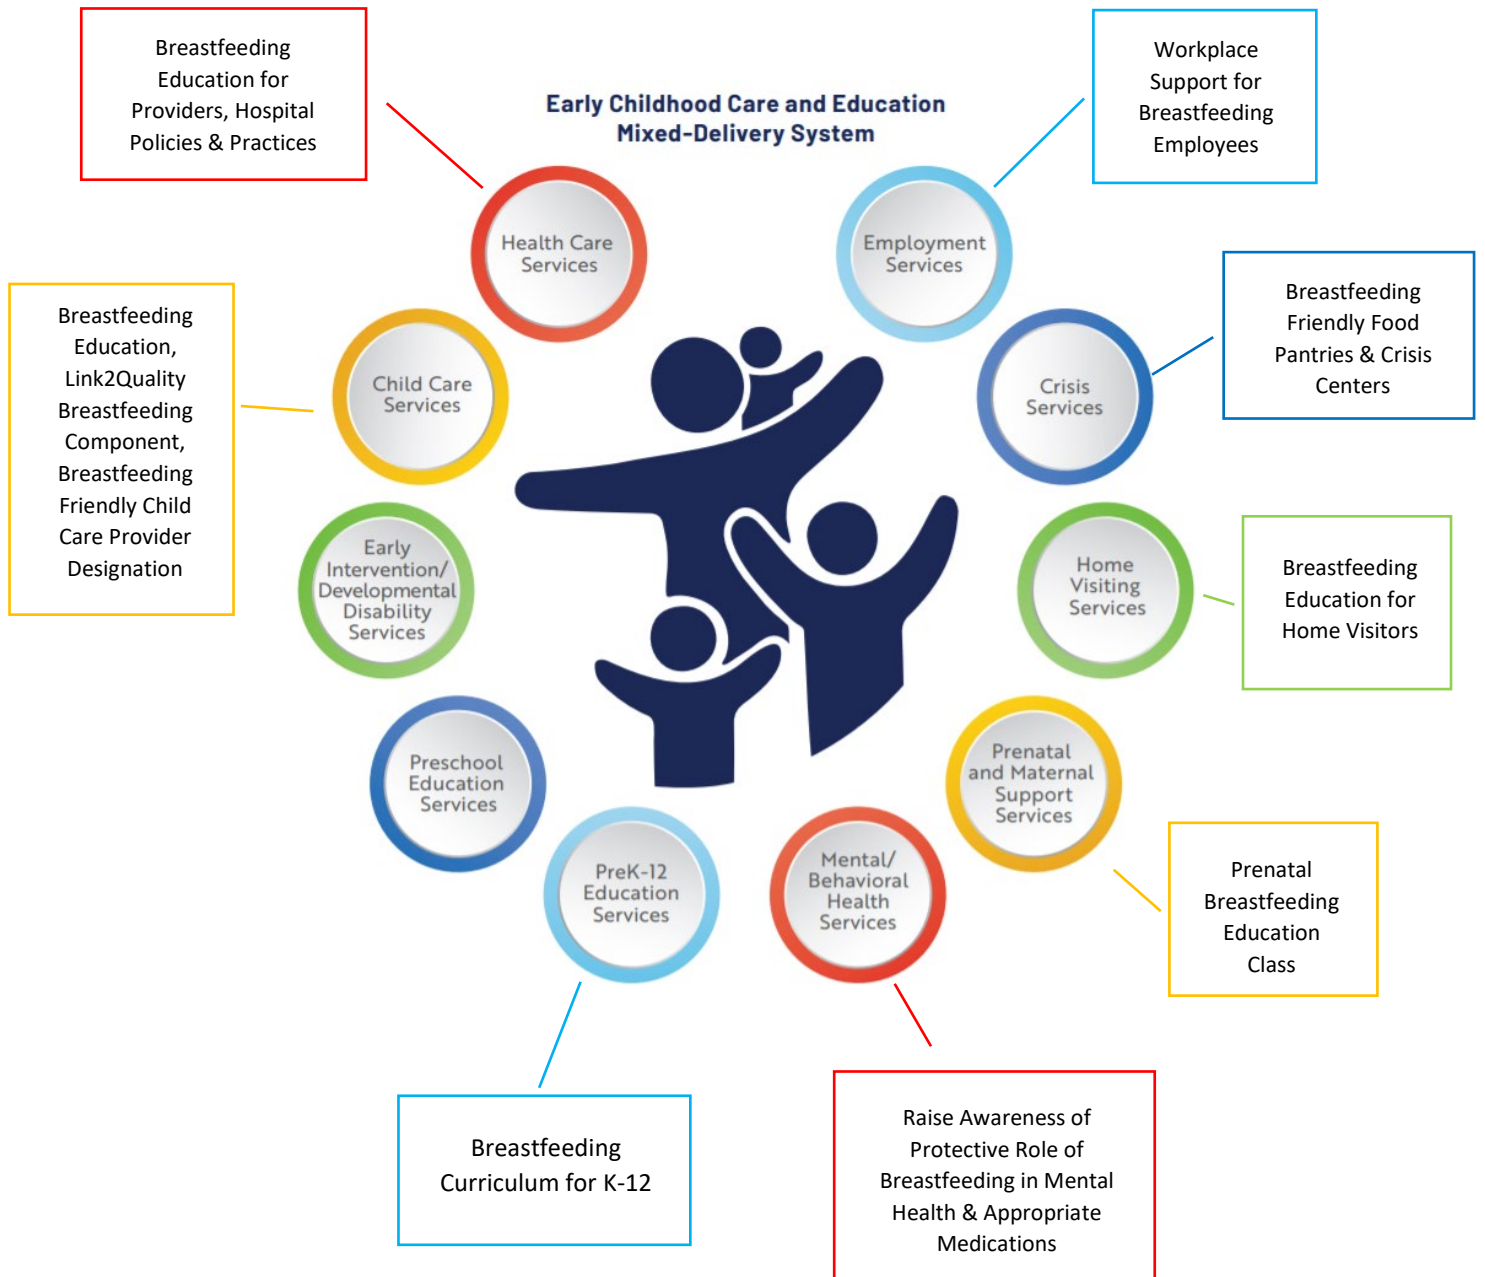 Breastfeeding
Education for
Providers, Hospital
Policies & Practices
Early Childhood Care and Education
Mixed-Delivery System
Workplace
Support for
Breastfeeding
Employees
Health Care
Services
Employment
Services
Breastfeeding
Education,
Link2Quality
Breastfeeding
Component,
Breastfeeding
Friendly Child
Care Provider
Designation
Child Care
Services
Crisis
Services
Breastfeeding
Friendly Food
Pantries & Crisis
Centers
Early
Intervention/
Developmental
Disability
Services
Home
Visiting
Services
Breastfeeding
Education for
Home Visitors
Preschool
Education
Services
Prenatal
and Maternal
Support
Services
PreK-12
Education
Services
Mental/
Behavioral
Health
Services
Prenatal
Breastfeeding
Education
Class
Breastfeeding
Curriculum for K-12
Raise Awareness of
Protective Role of
Breastfeeding in Mental
Health & Appropriate
Medications